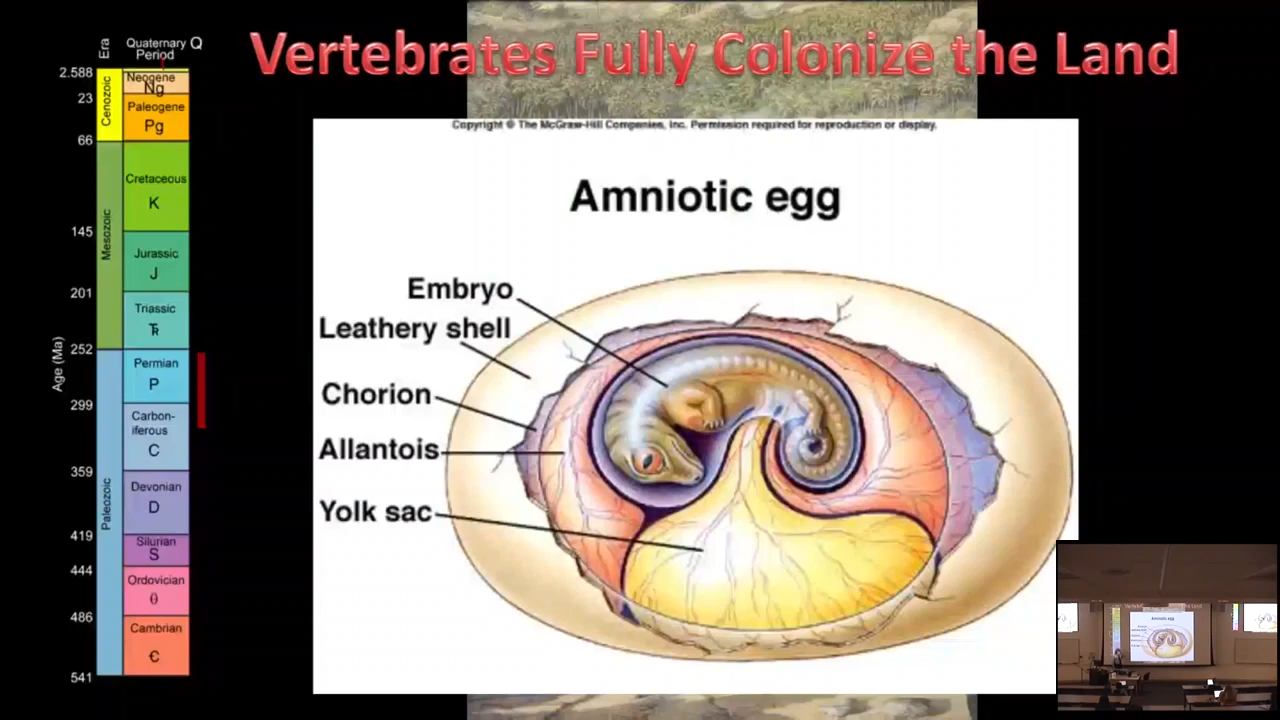 Vertebrates Fully Colonize the Land
Era
Quaternary Q
Period
2.588
23
66
145
201
252
299
359
419
444
486
541
Age (Ma)
Cenozoic
Mesozoic
Paleozoic
Neogene
Ng
Paleogene
Pg
Cretaceous
K
Jurassic
J
Triassic
Permian
P
Carbon-
iferous
C
Devonian
D
Silurian
S
Ordovician
Cambrian
Є
Copyright © The McGraw-Hill Companies, Inc. Permission required for reproduction or display.
Amniotic egg
Embryo
Leathery shell
Chorion
Allantois
Yolk sac
Amniotic egg